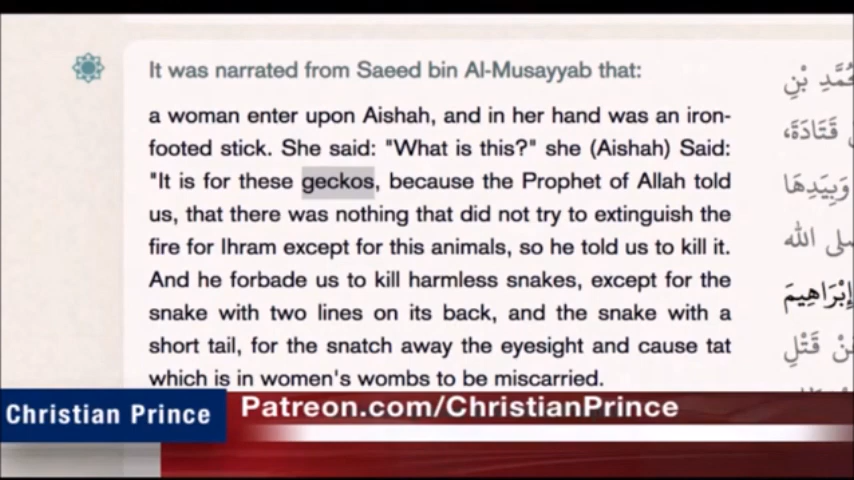 It was narrated from Saeed bin Al-Musayyab that:
a woman enter upon Aishah, and in her hand was an iron-
footed stick. She said: "What is this?" she (Aishah) Said:
"It is for these geckos, because the Prophet of Allah told
us, that there was nothing that did not try to extinguish the
fire for Ihram except for this animals, so he told us to kill it.
And he forbade us to kill harmless snakes, except for the
snake with two lines on its back, and the snake with a
short tail, for the snatch away the eyesight and cause tat
which is in women's wombs to be miscarried.
قَتَادَةَ،
وَبِيَدِهَا
الله
إِبْرَاهِيمَ
قَتْلِ
Christian Prince
Patreon.com/ChristianPrince